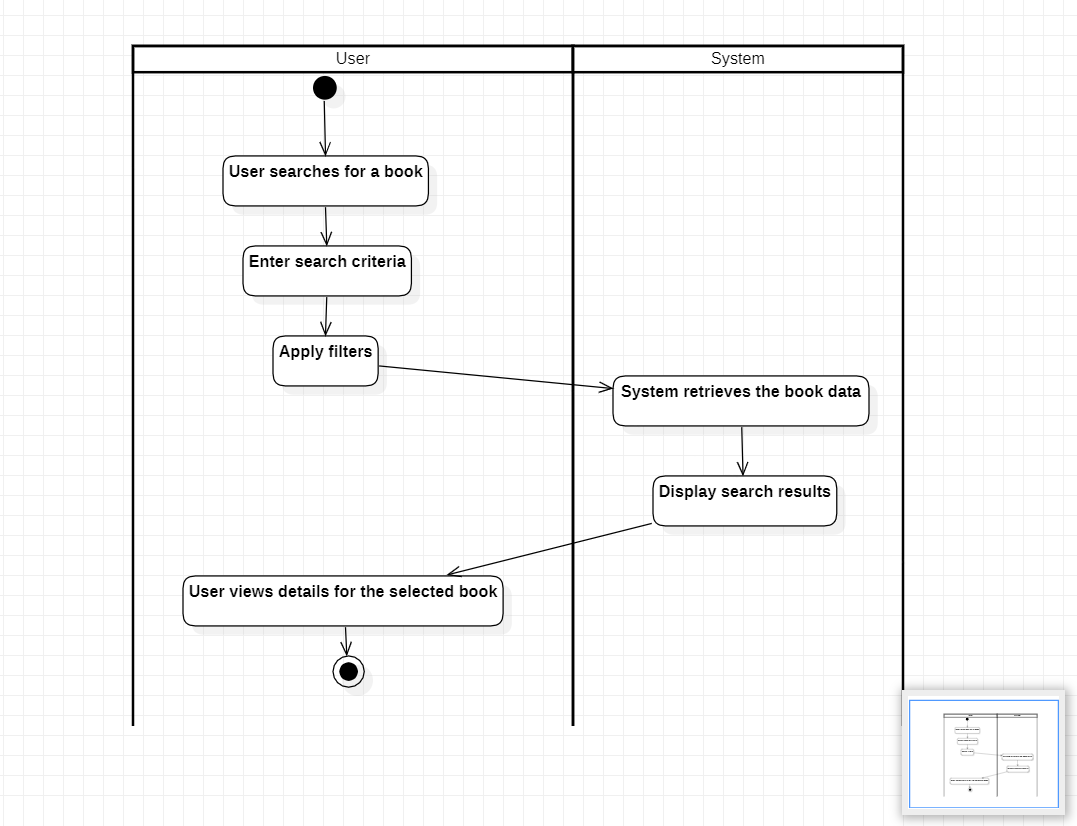 User
System
User searches for a book
Enter search criteria
Apply filters
System retrieves the book data
Display search results
User views details for the selected book